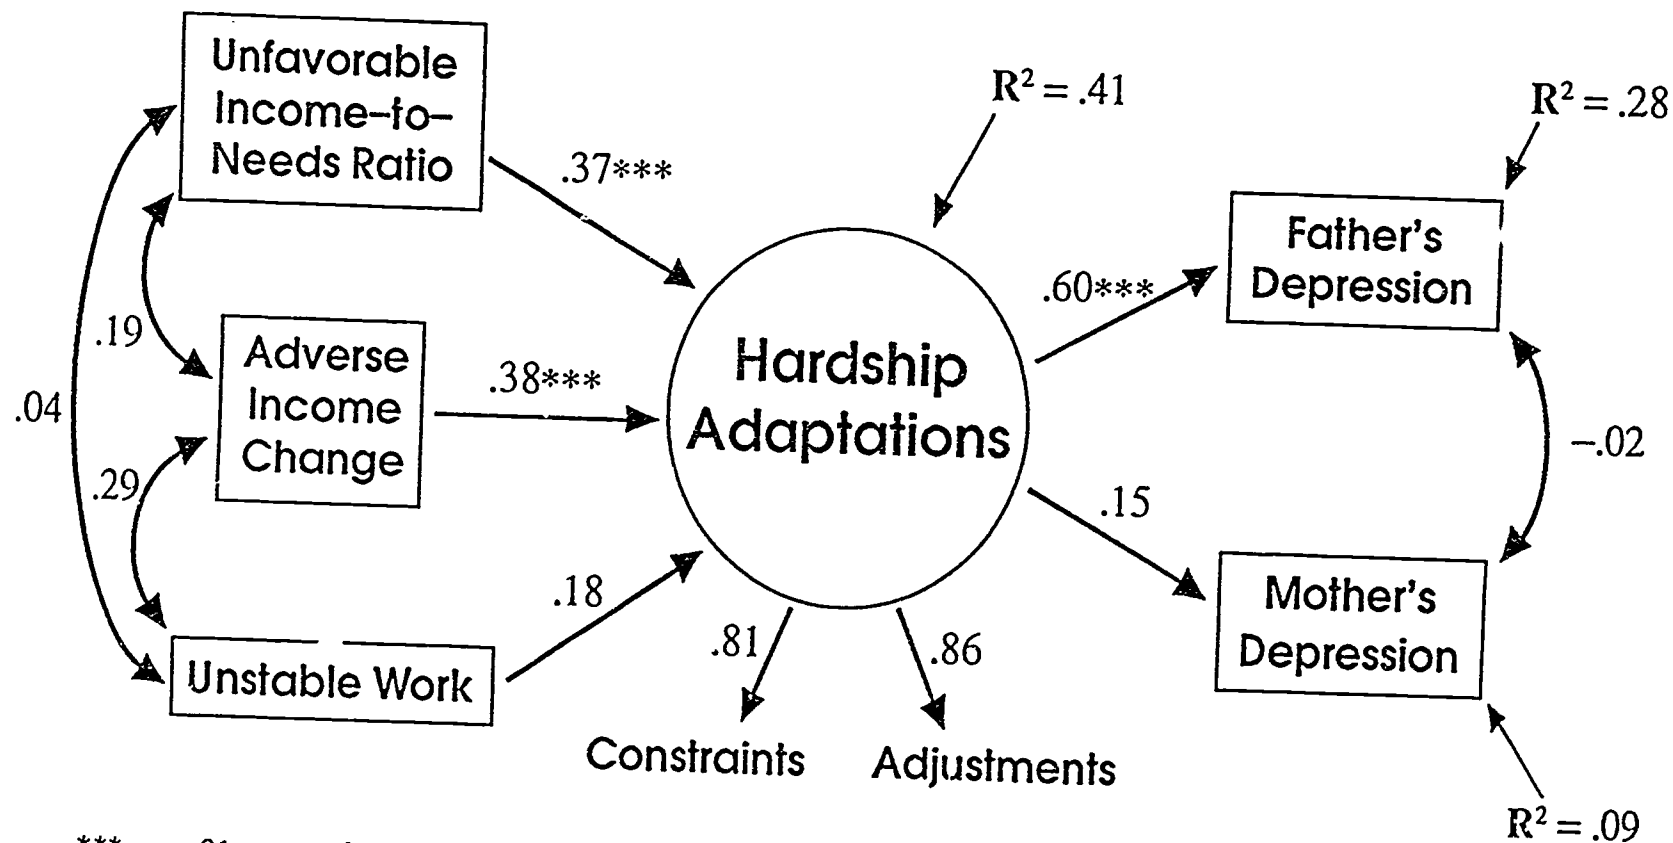 Unfavorable
Income-to-
Needs Ratio
R² = .41
R² = .28
.37***
Father's
Depression
.60***
.19
Adverse
Income
Change
.38***
Hardship
Adaptations
.04
-.02
.29
.15
.18
Mother's
Depression
Unstable Work
.81
.86
Constraints
Adjustments
R² = .09
***